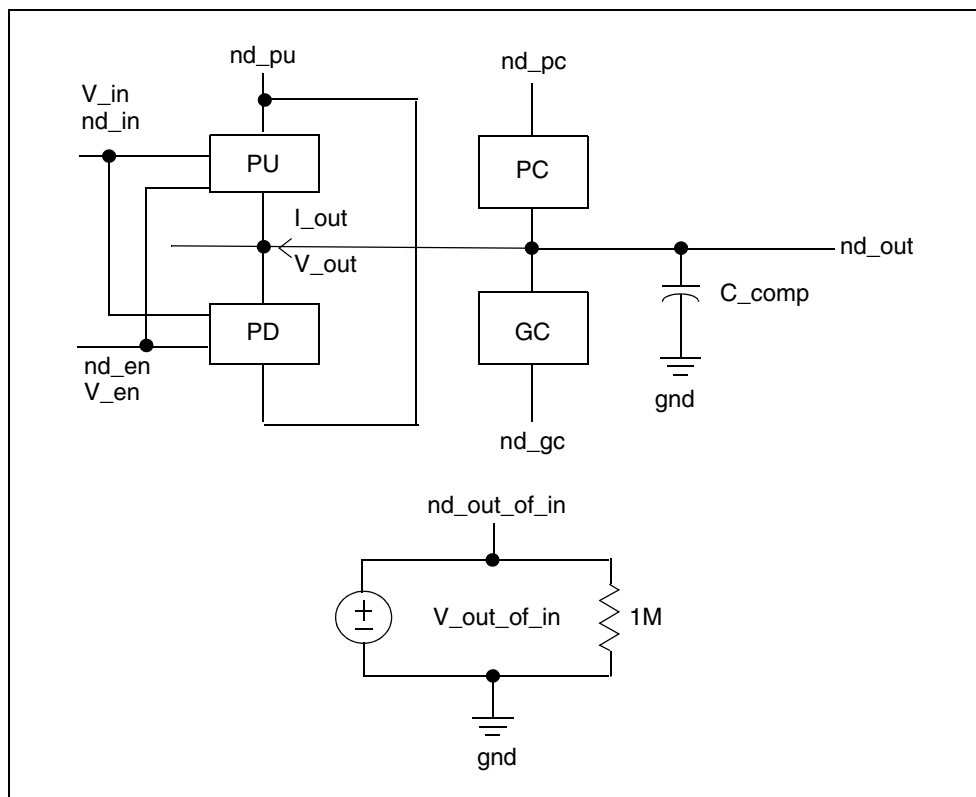 nd_pu
nd_pc
V_in
nd_in
PU
PC
I_out
V_out
nd_out
C_comp
PD
GC
nd_en
V_en
gnd
nd_gc
nd_out_of_in
+
–
V_out_of_in
1M
gnd